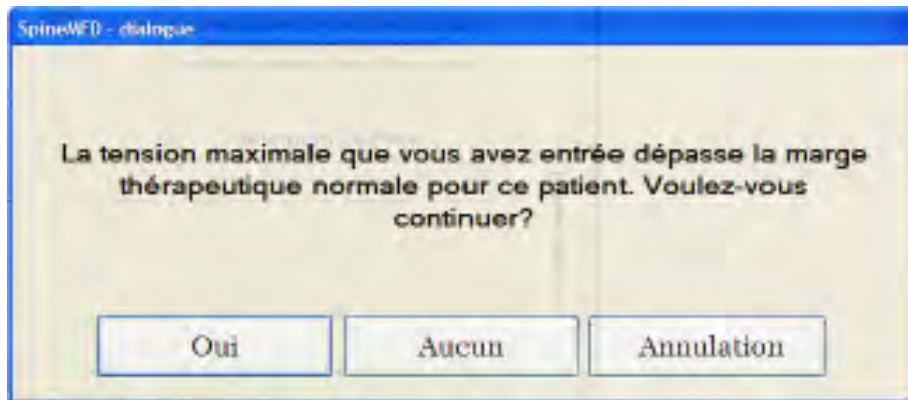 SpineMED - dialogue
La tension maximale que vous avez entrée dépasse la marge
thérapeutique normale pour ce patient. Voulez-vous
continuer?
Oui
Aucun
Annulation